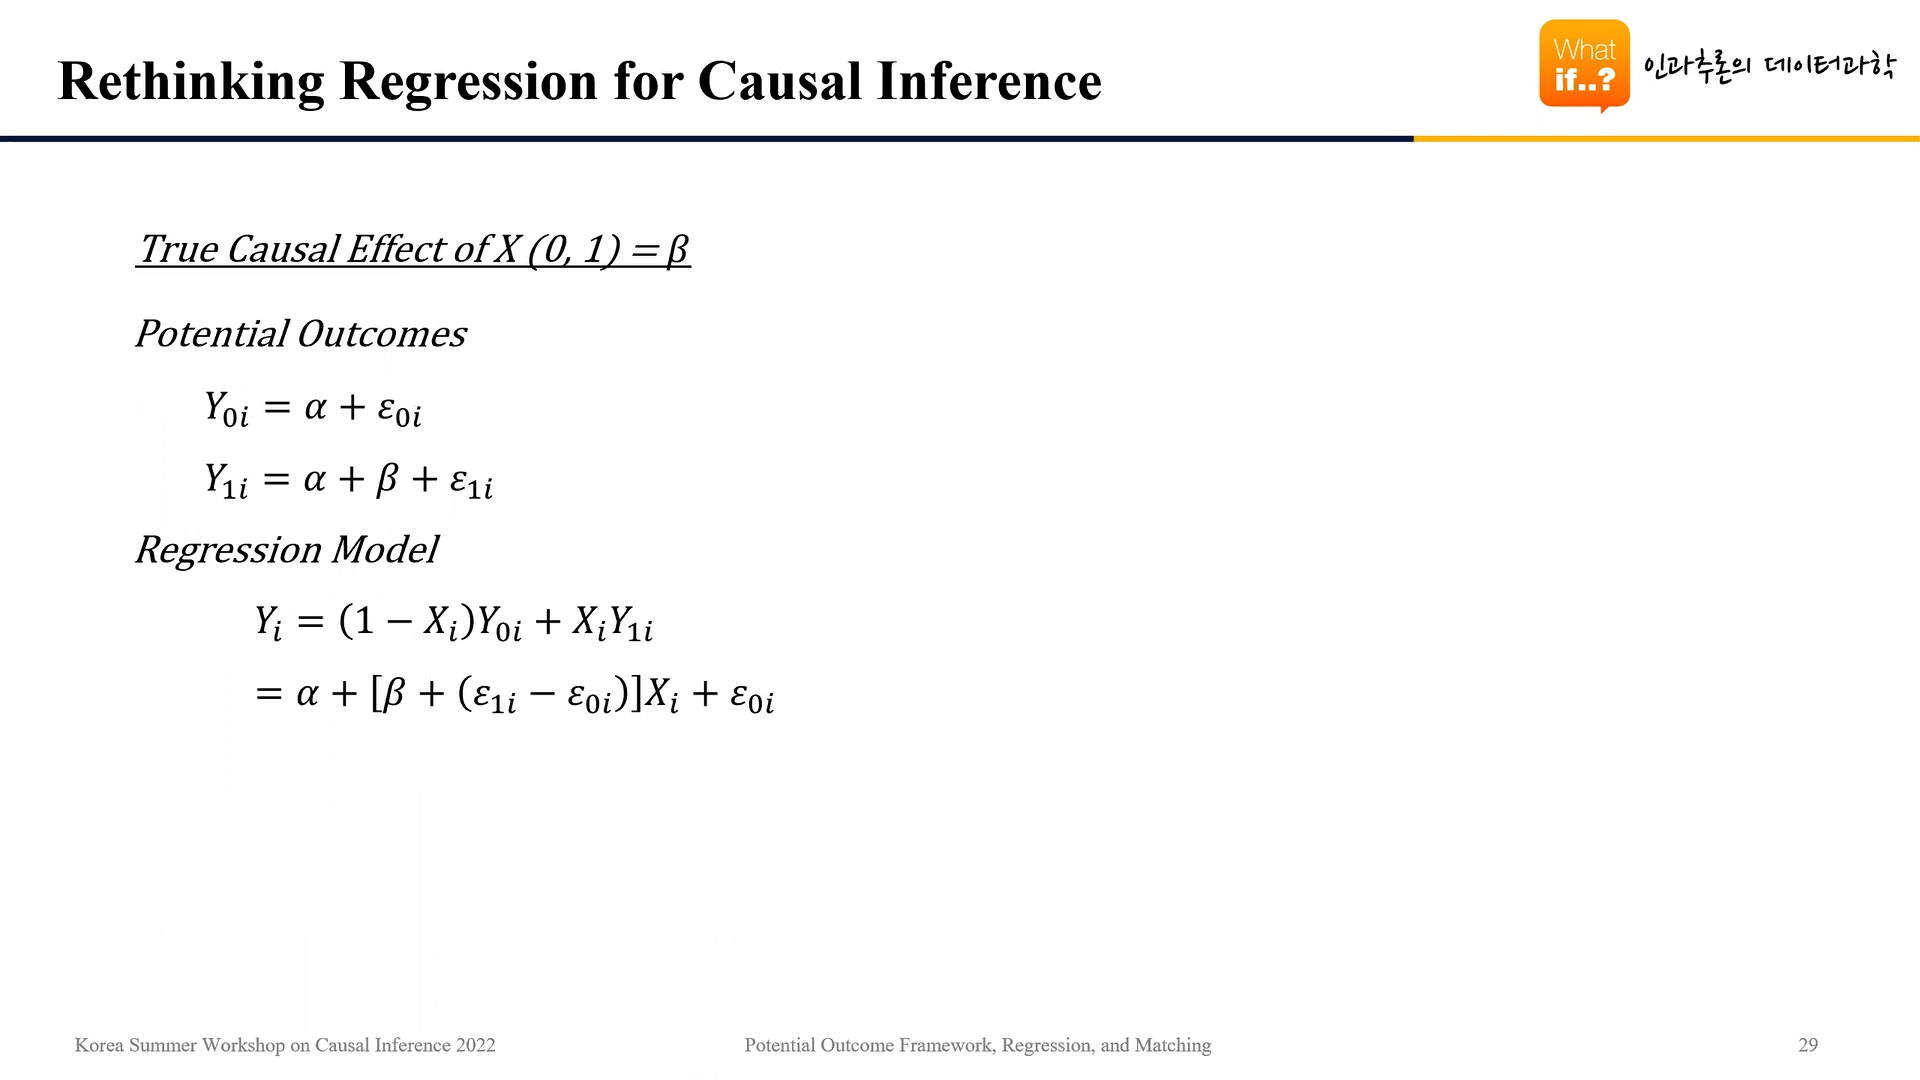 Rethinking Regression for Causal Inference
What
if..?
인과추론의 데이터과학
True Causal Effect of X (0, 1) = β
Potential Outcomes
Y₀ᵢ = α + ε₀ᵢ
Y₁ᵢ = α + β + ε₁ᵢ
Regression Model
Yᵢ = (1 − Xᵢ)Y₀ᵢ + XᵢY₁ᵢ
= α + [β + (ε₁ᵢ − ε₀ᵢ)]Xᵢ + ε₀ᵢ
Korea Summer Workshop on Causal Inference 2022
Potential Outcome Framework, Regression, and Matching
29